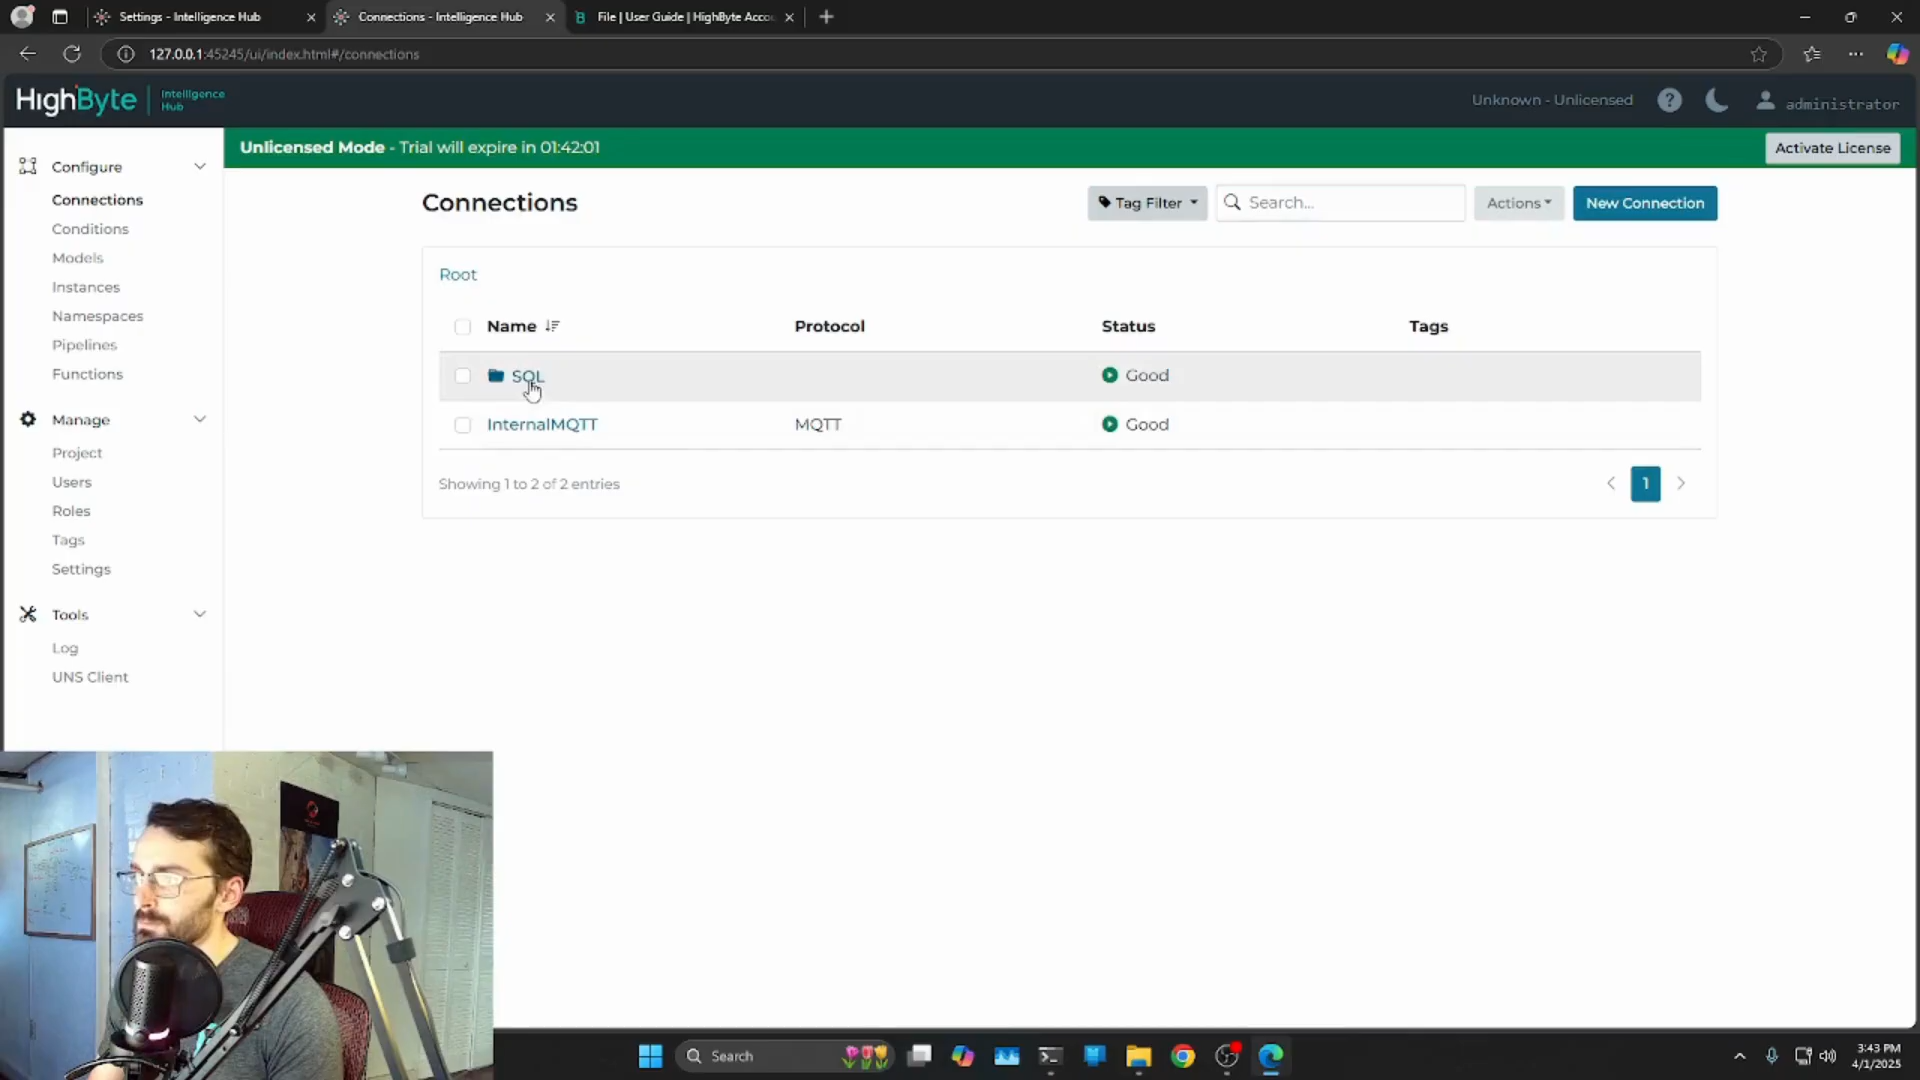 Settings - Intelligence Hub
Connections - Intelligence Hub
File | User Guide | HighByte Acco
127.0.0.1:45245/ui/index.html#/connections
HighByte
Intelligence
Hub
Unknown - Unlicensed
administrator
Unlicensed Mode - Trial will expire in 01:42:01
Activate License
Configure
Connections
Conditions
Models
Instances
Namespaces
Pipelines
Functions
Manage
Project
Users
Roles
Tags
Settings
Tools
Log
UNS Client
Connections
Tag Filter
Search...
Actions
New Connection
Root
Name
Protocol
Status
Tags
SQL
Good
InternalMQTT
MQTT
Good
Showing 1 to 2 of 2 entries
1
Search
3:43 PM
4/1/2025